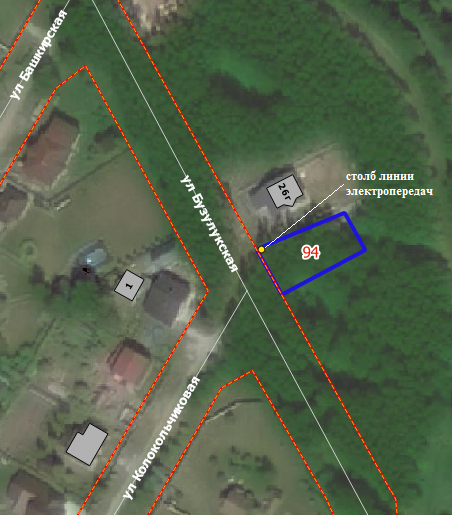 ул Башкирская
ул Бузулукская
26г
столб линии
электропередач
94
1
ул Колокольчиковая